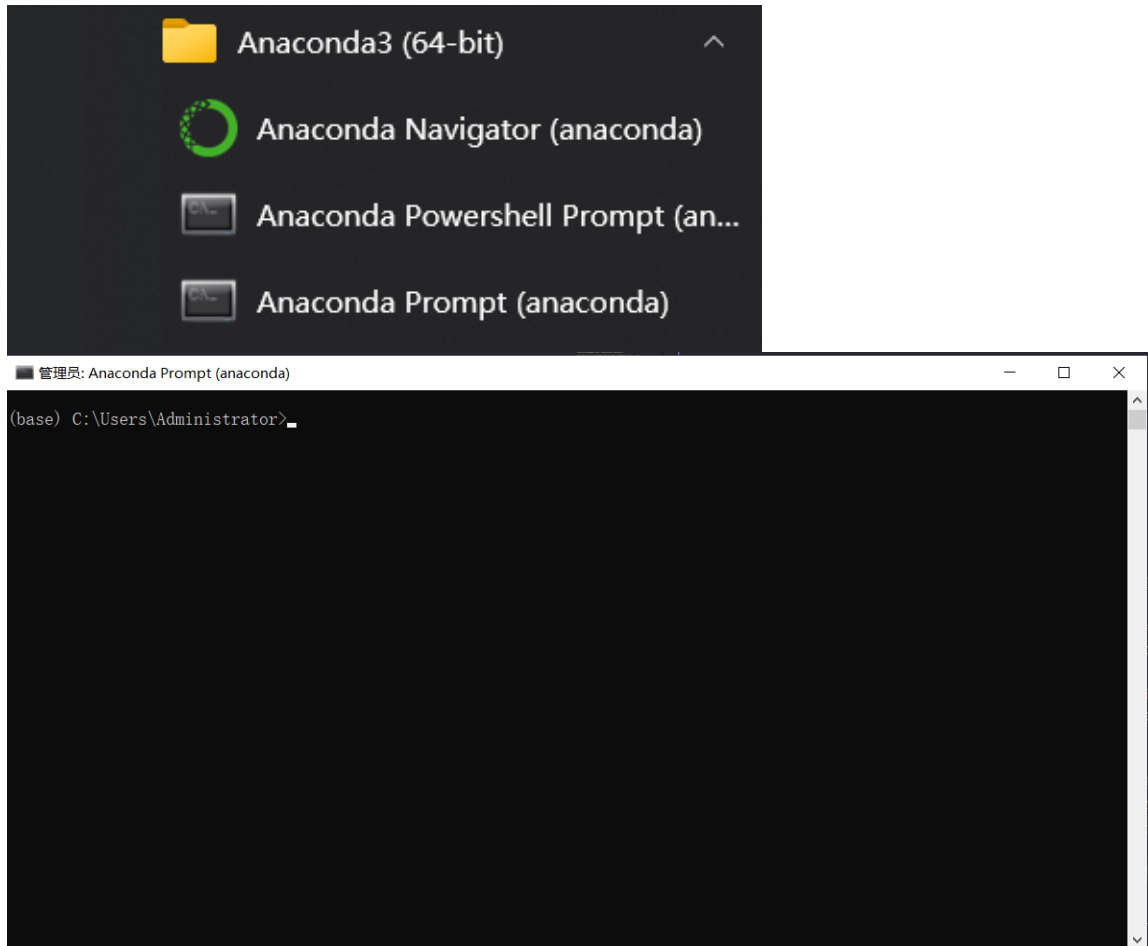 Anaconda3 (64-bit)
Anaconda Navigator (anaconda)
Anaconda Powershell Prompt (an...
Anaconda Prompt (anaconda)
管理员: Anaconda Prompt (anaconda)
(base) C:\Users\Administrator>